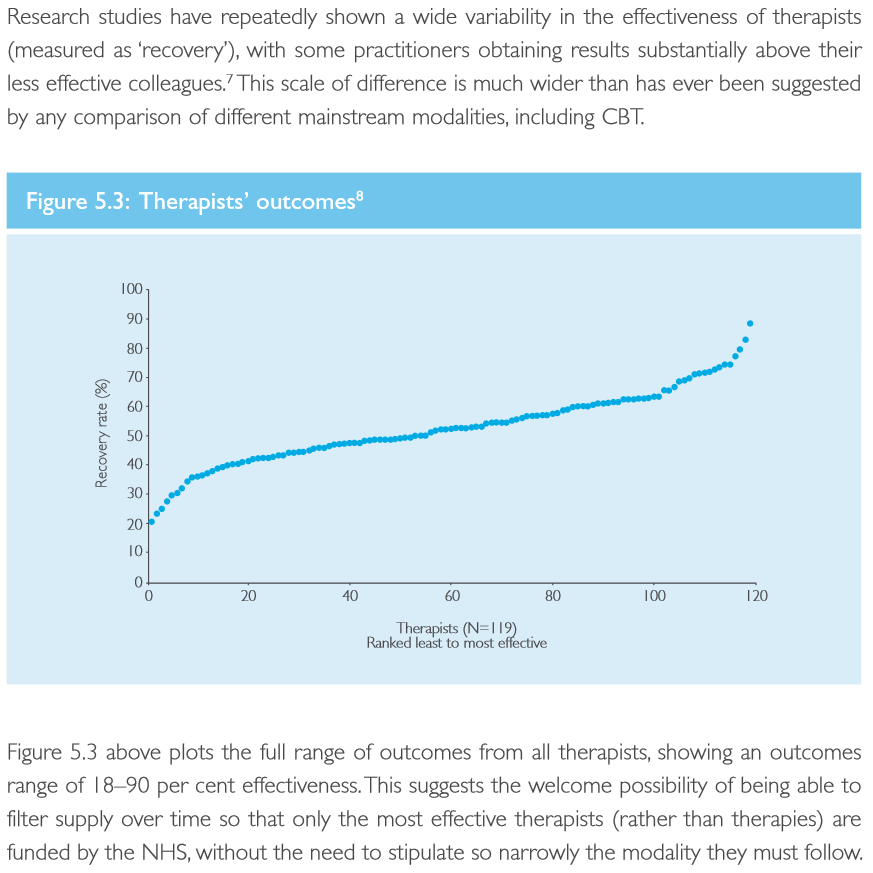 Research studies have repeatedly shown a wide variability in the effectiveness of therapists
(measured as ‘recovery’), with some practitioners obtaining results substantially above their
less effective colleagues.⁷ This scale of difference is much wider than has ever been suggested
by any comparison of different mainstream modalities, including CBT.
Figure 5.3: Therapists’ outcomes⁸
100
90
80
70
60
50
40
30
20
10
0
Recovery rate (%)
0 20 40 60 80 100 120
Therapists (N=119)
Ranked least to most effective
Figure 5.3 above plots the full range of outcomes from all therapists, showing an outcomes
range of 18–90 per cent effectiveness. This suggests the welcome possibility of being able to
filter supply over time so that only the most effective therapists (rather than therapies) are
funded by the NHS, without the need to stipulate so narrowly the modality they must follow.